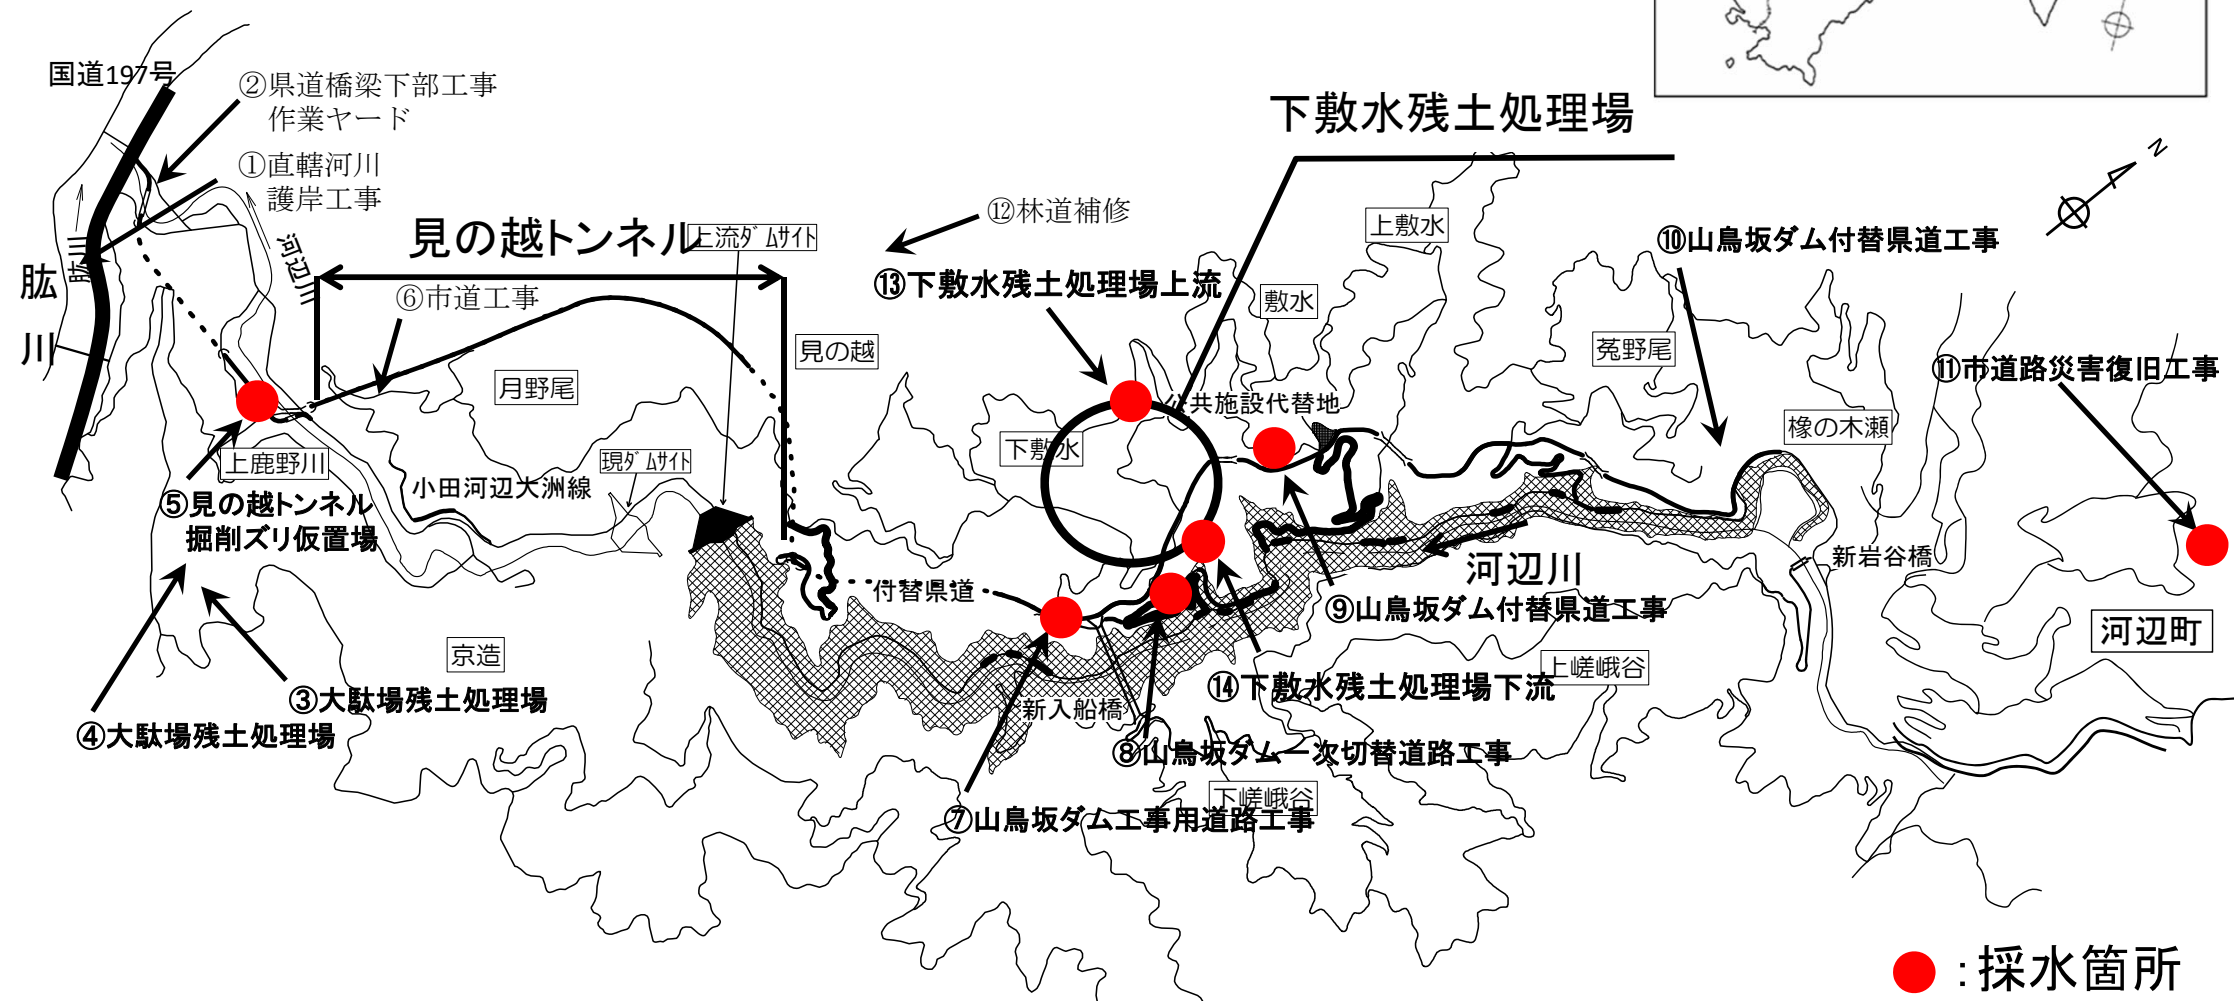 国道197号
②県道橋梁下部工事
作業ヤード
①直轄河川
護岸工事
肱川
肱川
河辺川
見の越トンネル
上流ダムサイト
⑥市道工事
⑫林道補修
⑬下敷水残土処理場上流
下敷水残土処理場
上敷水
敷水
⑩山鳥坂ダム付替県道工事
N
見の越
菟野尾
⑪市道路災害復旧工事
月野尾
公共施設代替地
橡の木瀬
下敷水
上鹿野川
現ダムサイト
小田河辺大洲線
⑤見の越トンネル
掘削ズリ仮置場
付替県道
河辺川
新岩谷橋
⑨山鳥坂ダム付替県道工事
河辺町
京造
上嵯峨谷
③大駄場残土処理場
⑭下敷水残土処理場下流
新入船橋
④大駄場残土処理場
⑧山鳥坂ダム一次切替道路工事
下嵯峨谷
⑦山鳥坂ダム工事用道路工事
：採水箇所